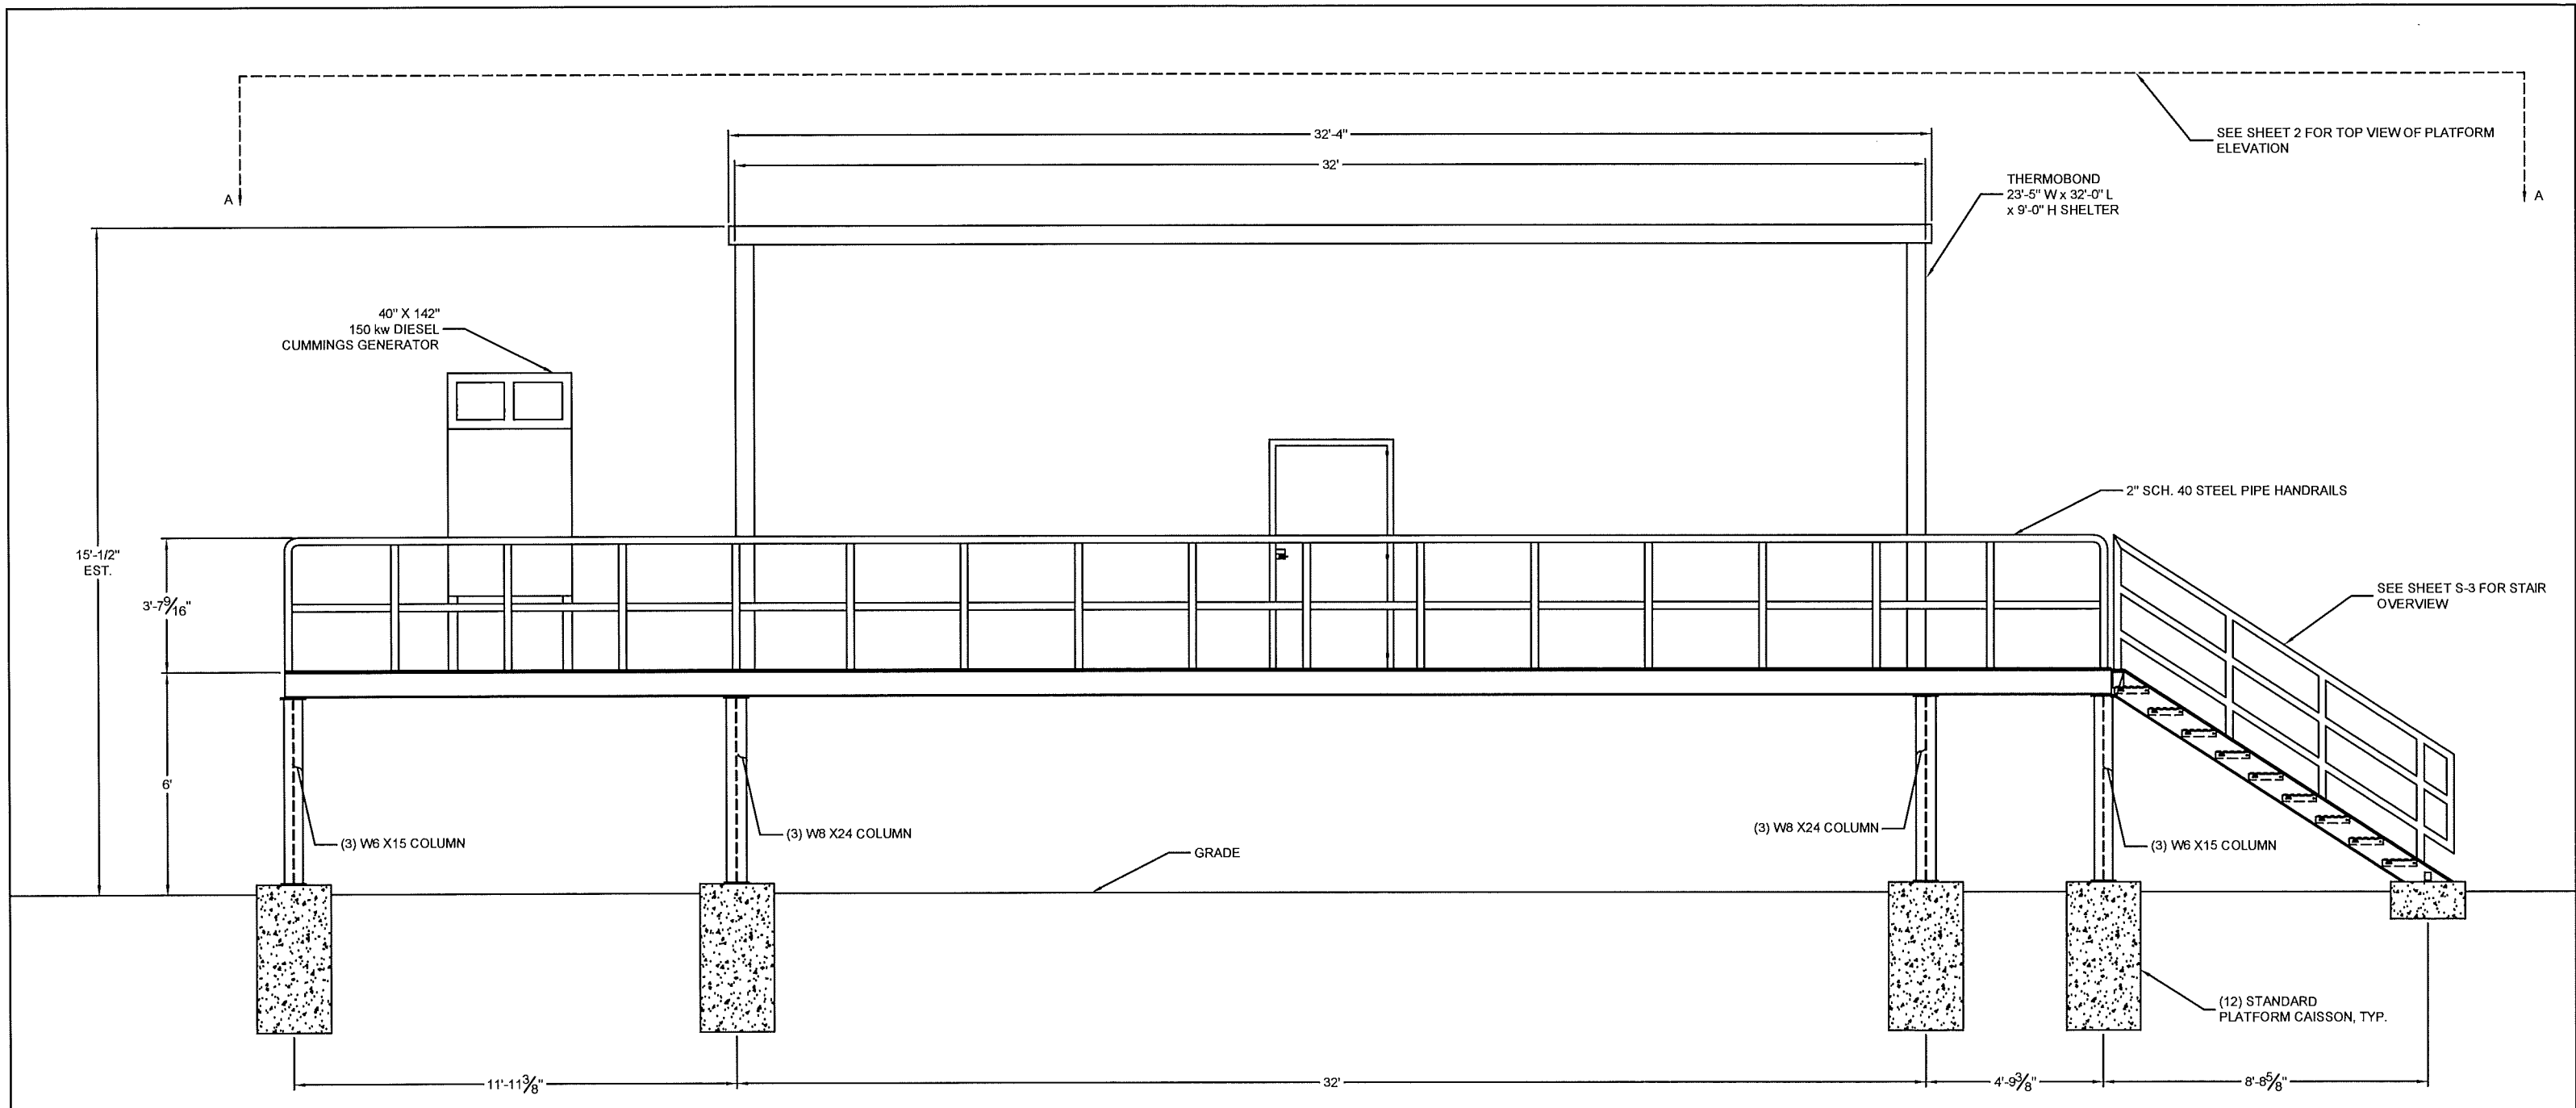 SEE SHEET 2 FOR TOP VIEW OF PLATFORM
ELEVATION
32'-4"
32'
A
A
THERMOBOND
23'-5" W x 32'-0" L
x 9'-0" H SHELTER
40" X 142"
150 kw DIESEL
CUMMINGS GENERATOR
2" SCH. 40 STEEL PIPE HANDRAILS
15'-1/2"
EST.
3'-7 9/16"
SEE SHEET S-3 FOR STAIR
OVERVIEW
6'
(3) W6 X15 COLUMN
(3) W8 X24 COLUMN
(3) W8 X24 COLUMN
(3) W6 X15 COLUMN
GRADE
(12) STANDARD
PLATFORM CAISSON, TYP.
11'-11 3/8"
32'
4'-9 3/8"
8'-8 5/8"